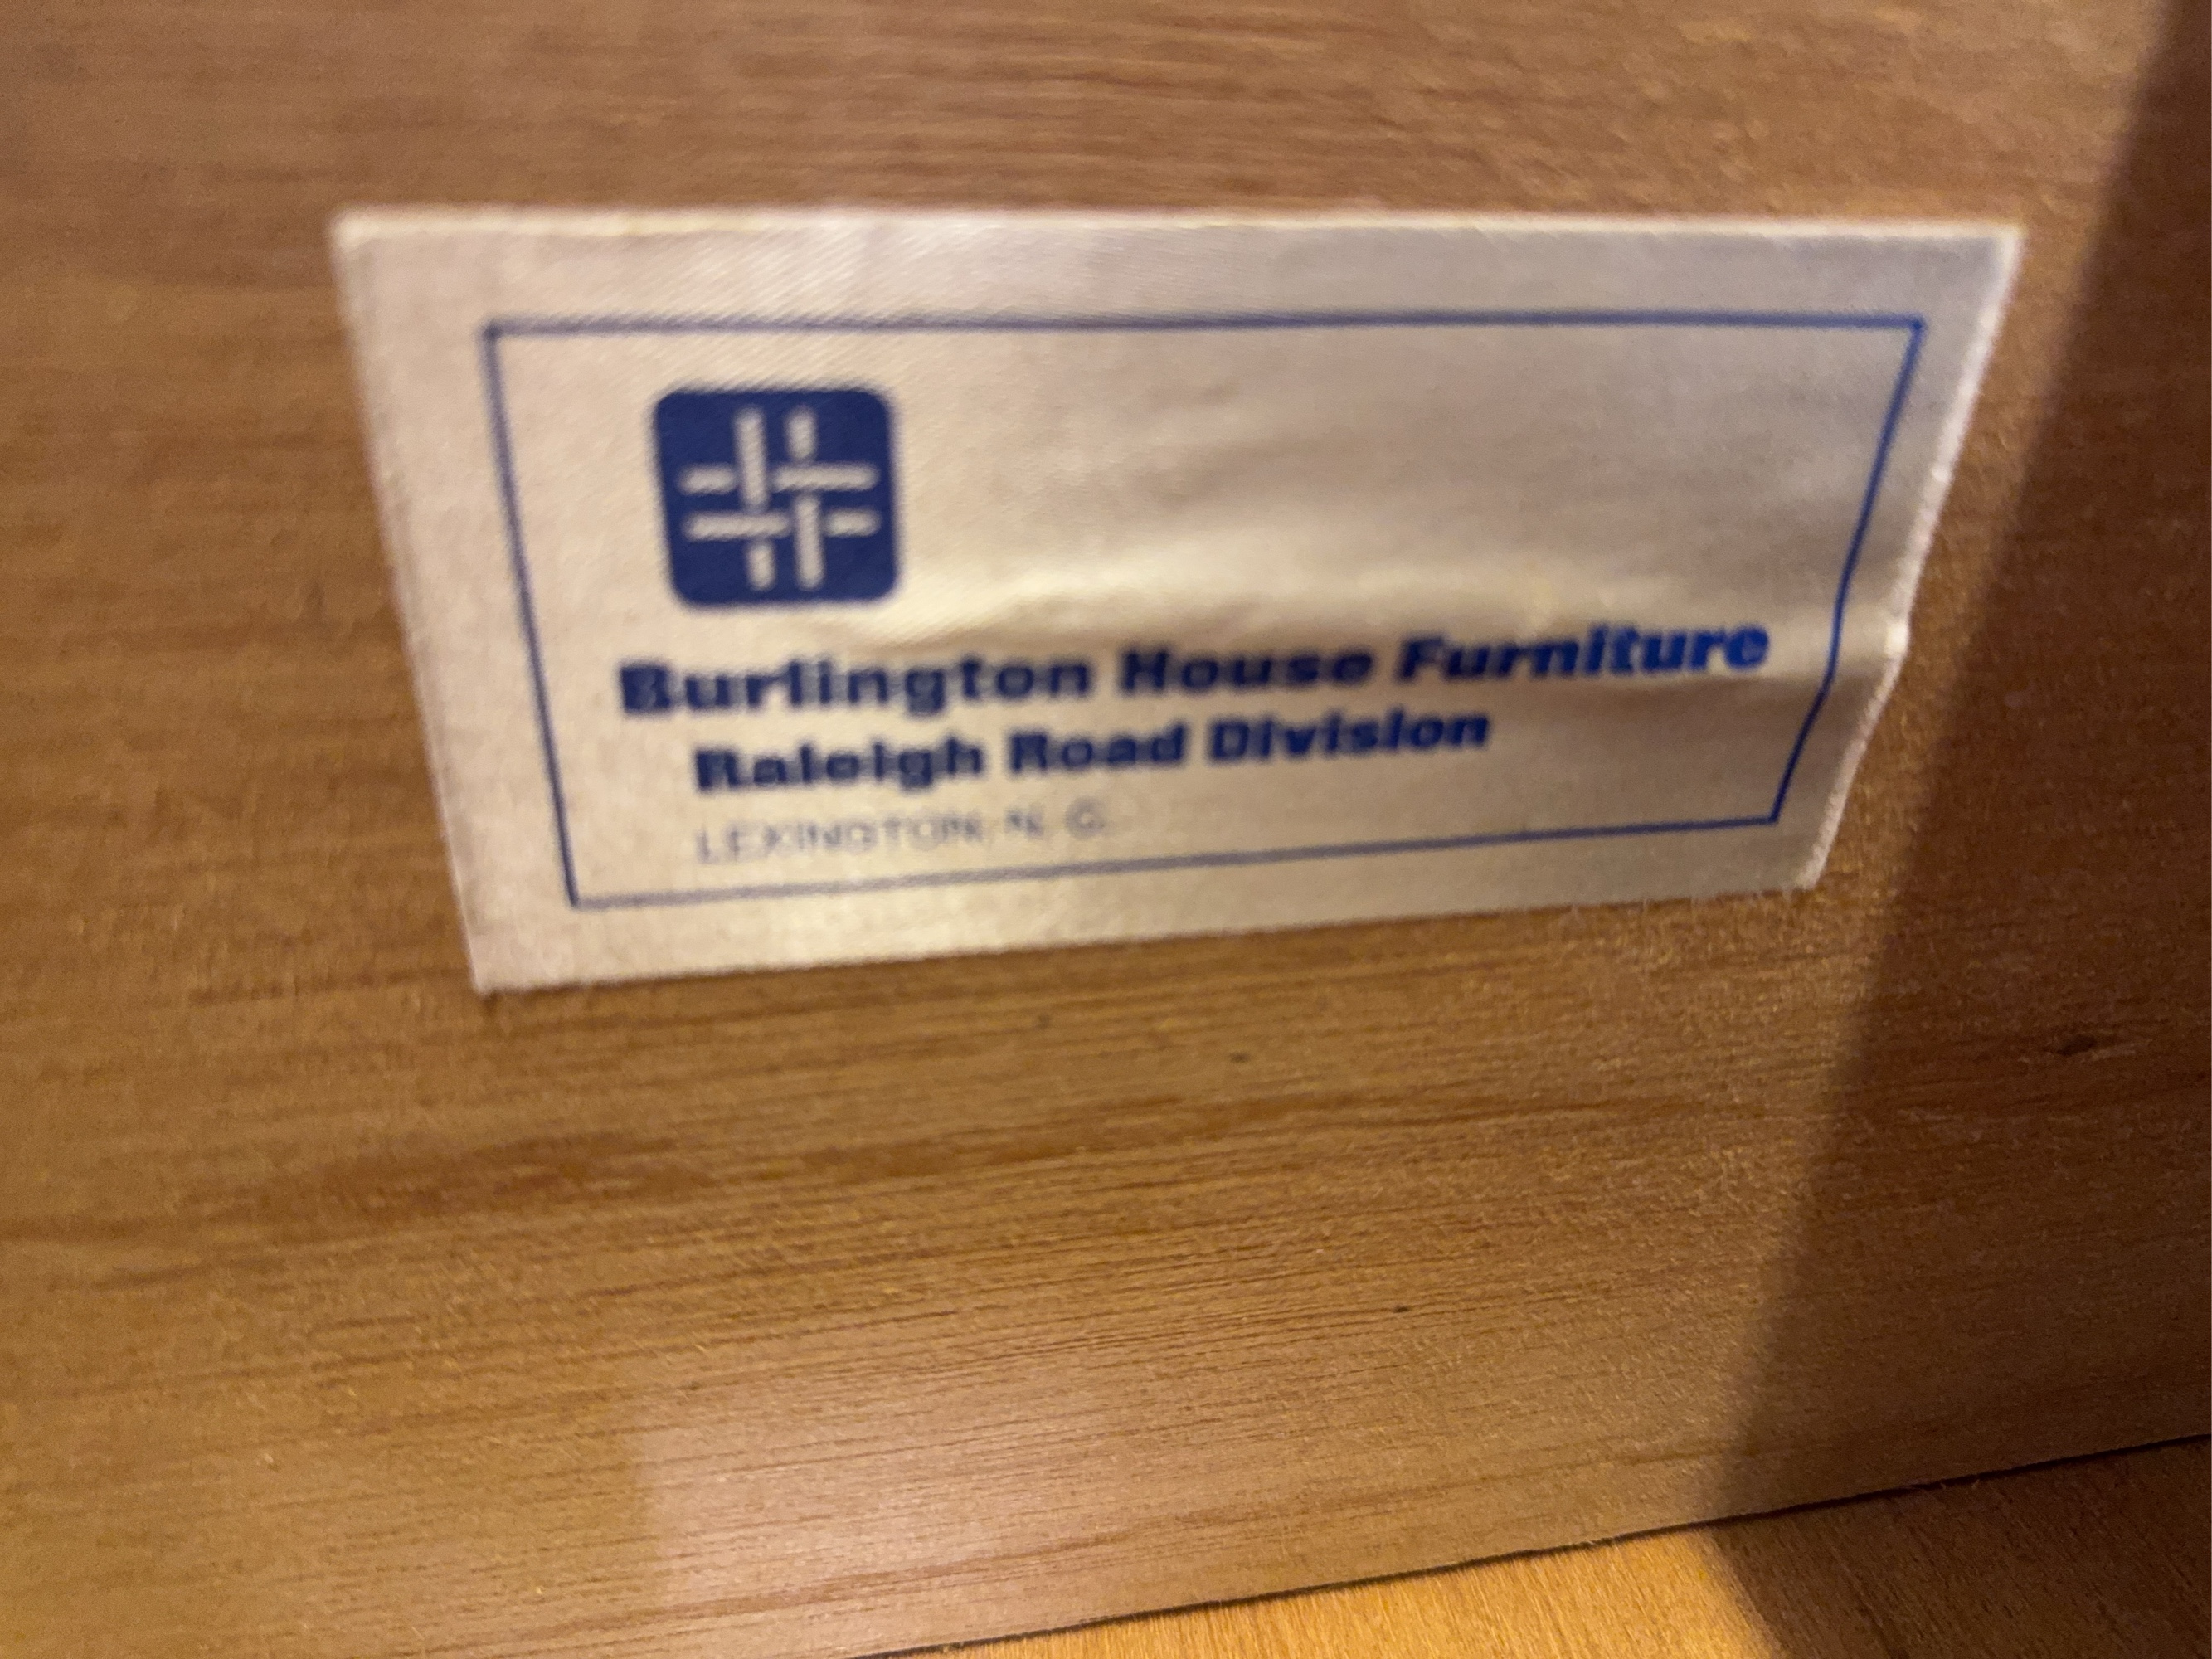 Burlington House Furniture
Raleigh Road Division
LEXINGTON, N. C.